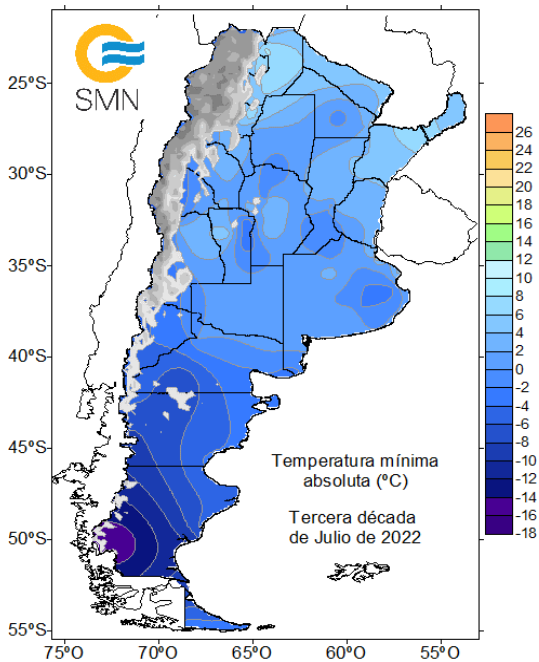 SMN
25ºS
30ºS
35ºS
40ºS
45ºS
50ºS
55ºS
75ºO
70ºO
65ºO
60ºO
55ºO
Temperatura mínima
absoluta (ºC)
Tercera década
de Julio de 2022
26
24
22
20
18
16
14
12
10
8
6
4
2
0
-2
-4
-6
-8
-10
-12
-14
-16
-18